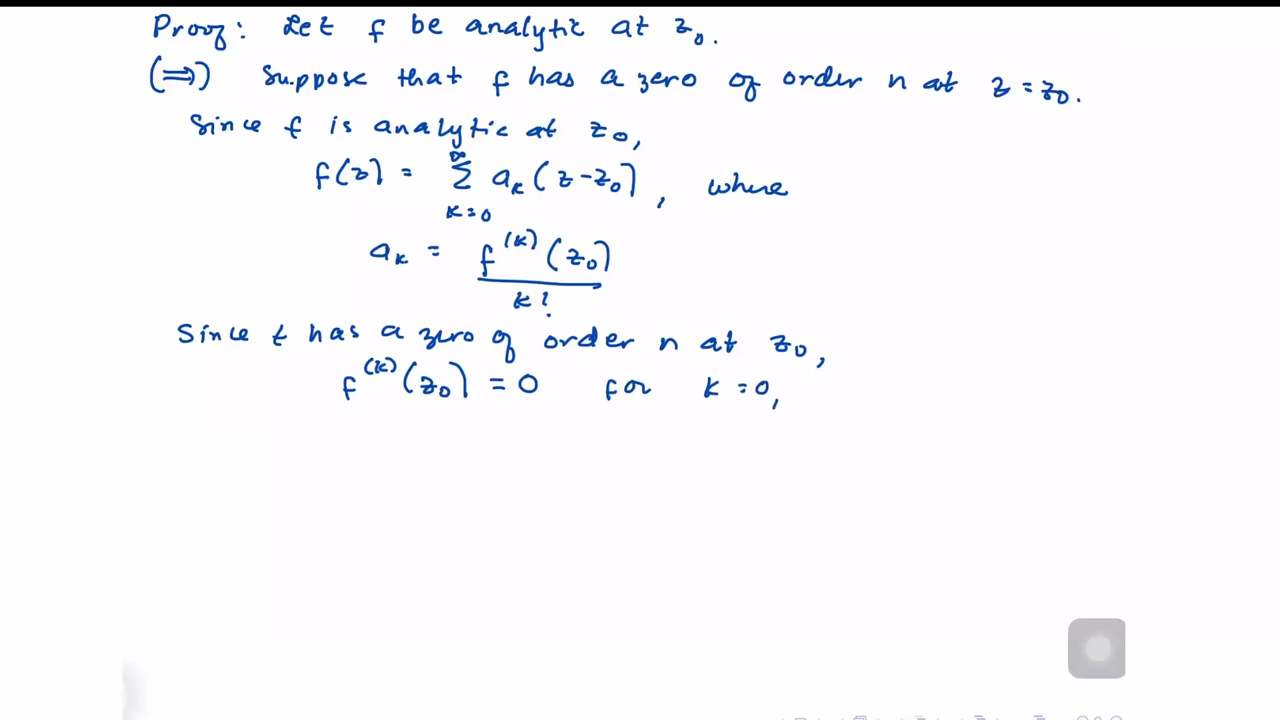 Proof: Let f be analytic at z₀.
(⇒) Suppose that f has a zero of order n at z = z₀.
Since f is analytic at z₀,
f(z) = ∑_{k=0}^{∞} a_k (z - z₀), where
a_k = f^{(k)}(z₀) / k!
Since f has a zero of order n at z₀,
f^{(k)}(z₀) = 0 for k = 0,